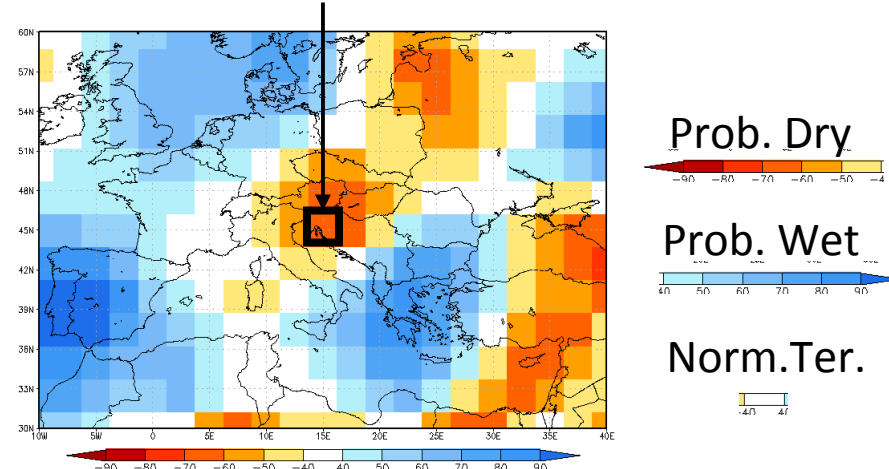 60N
57N
54N
51N
48N
45N
42N
39N
36N
33N
30N
10W 5W 0 5E 10E 15E 20E 25E 30E 35E 40E
-90 -80 -70 -60 -50 -40 40 50 60 70 80 90
Prob. Dry
-90 -80 -70 -60 -50 -4
Prob. Wet
40 50 60 70 80 90
Norm.Ter.
-40 40